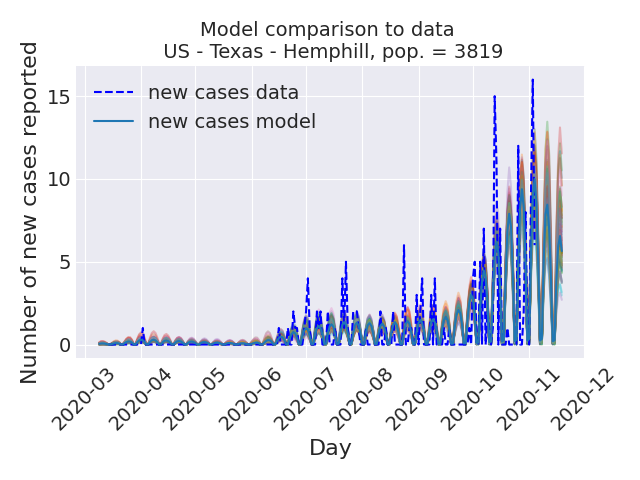 Model comparison to data
US - Texas - Hemphill, pop. = 3819
Number of new cases reported
15
10
5
0
new cases data
new cases model
2020-03
2020-04
2020-05
2020-06
2020-07
2020-08
2020-09
2020-10
2020-11
2020-12
Day